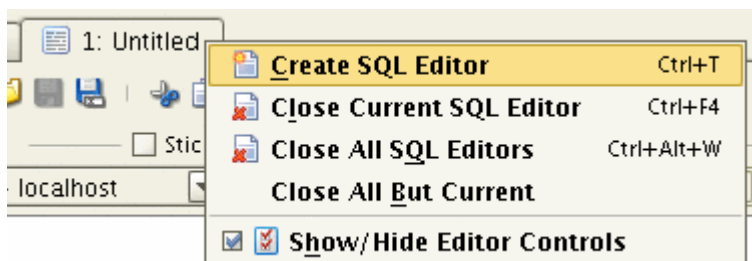 1: Untitled
Create SQL Editor Ctrl+T
Close Current SQL Editor Ctrl+F4
Stic
Close All SQL Editors Ctrl+Alt+W
localhost
Close All But Current
Show/Hide Editor Controls